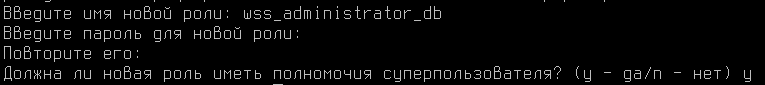 Введите имя новой роли: wss_administrator_db
Введите пароль для новой роли:
Повторите его:
Должна ли новая роль иметь полномочия суперпользователя? (y - да/n - нет) y